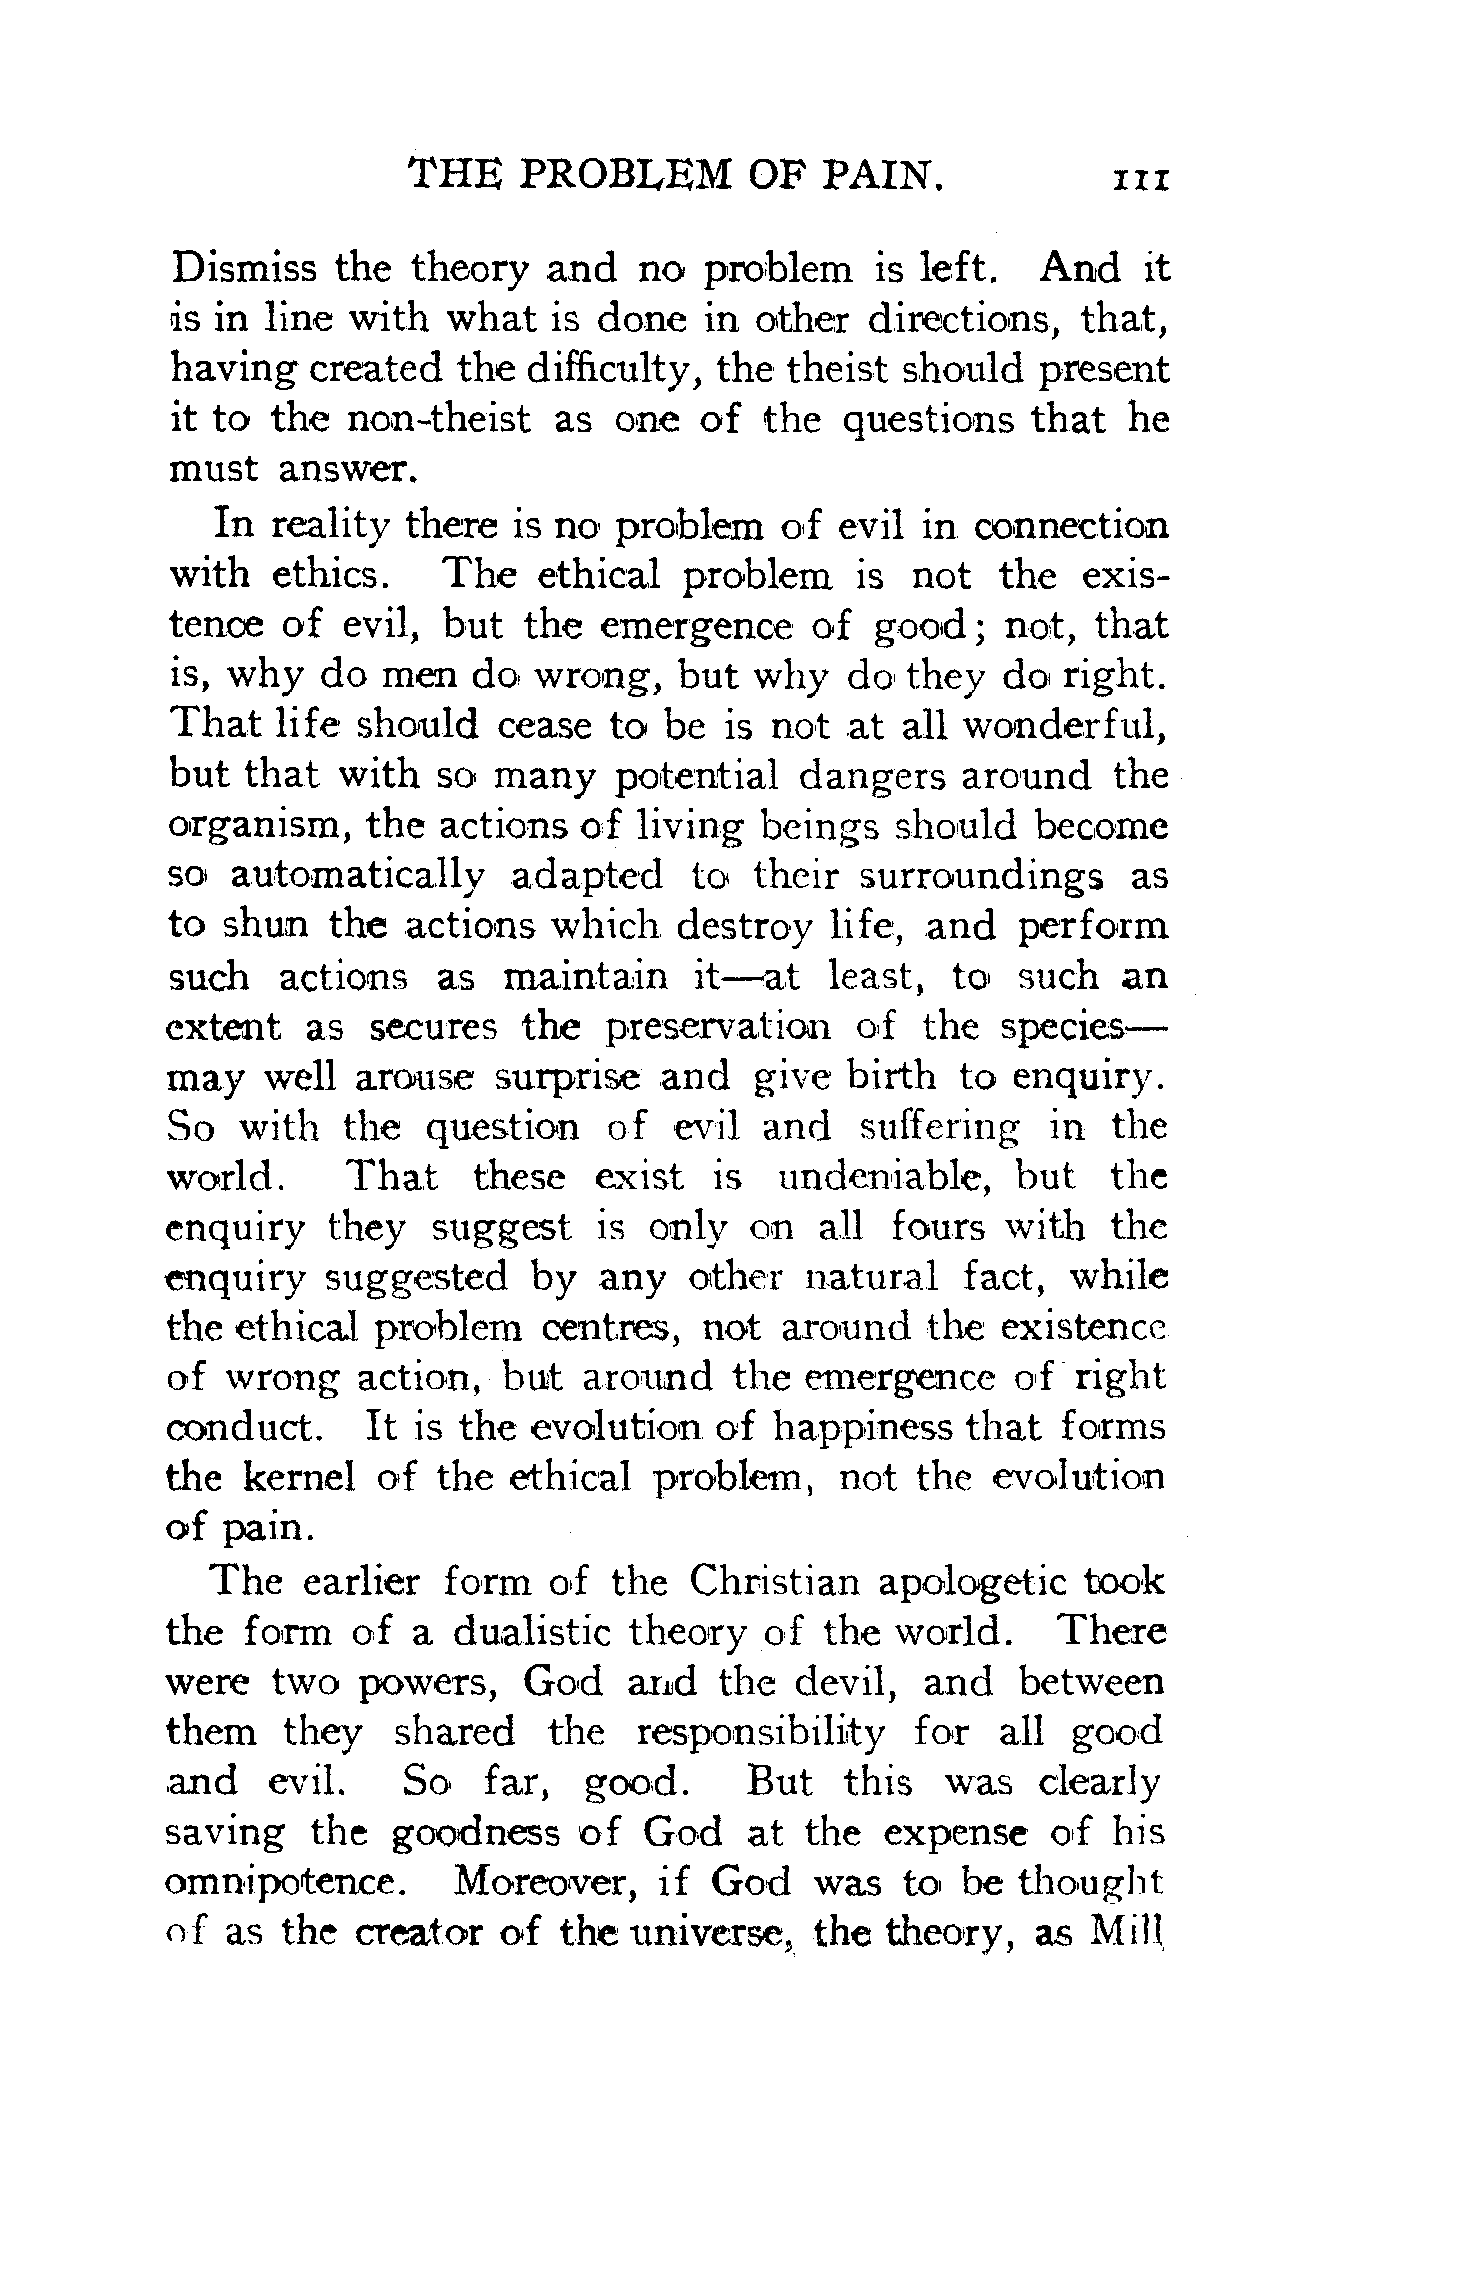 THE PROBLEM OF PAIN. 111
Dismiss the theory and no problem is left. And it
is in line with what is done in other directions, that,
having created the difficulty, the theist should present
it to the non-theist as one of the questions that he
must answer.
In reality there is no problem of evil in connection
with ethics. The ethical problem is not the exis-
tence of evil, but the emergence of good; not, that
is, why do men do wrong, but why do they do right.
That life should cease to be is not at all wonderful,
but that with so many potential dangers around the
organism, the actions of living beings should become
so automatically adapted to their surroundings as
to shun the actions which destroy life, and perform
such actions as maintain it—at least, to such an
extent as secures the preservation of the species—
may well arouse surprise and give birth to enquiry.
So with the question of evil and suffering in the
world. That these exist is undeniable, but the
enquiry they suggest is only on all fours with the
enquiry suggested by any other natural fact, while
the ethical problem centres, not around the existence
of wrong action, but around the emergence of right
conduct. It is the evolution of happiness that forms
the kernel of the ethical problem, not the evolution
of pain.
The earlier form of the Christian apologetic took
the form of a dualistic theory of the world. There
were two powers, God and the devil, and between
them they shared the responsibility for all good
and evil. So far, good. But this was clearly
saving the goodness of God at the expense of his
omnipotence. Moreover, if God was to be thought
of as the creator of the universe, the theory, as Mill